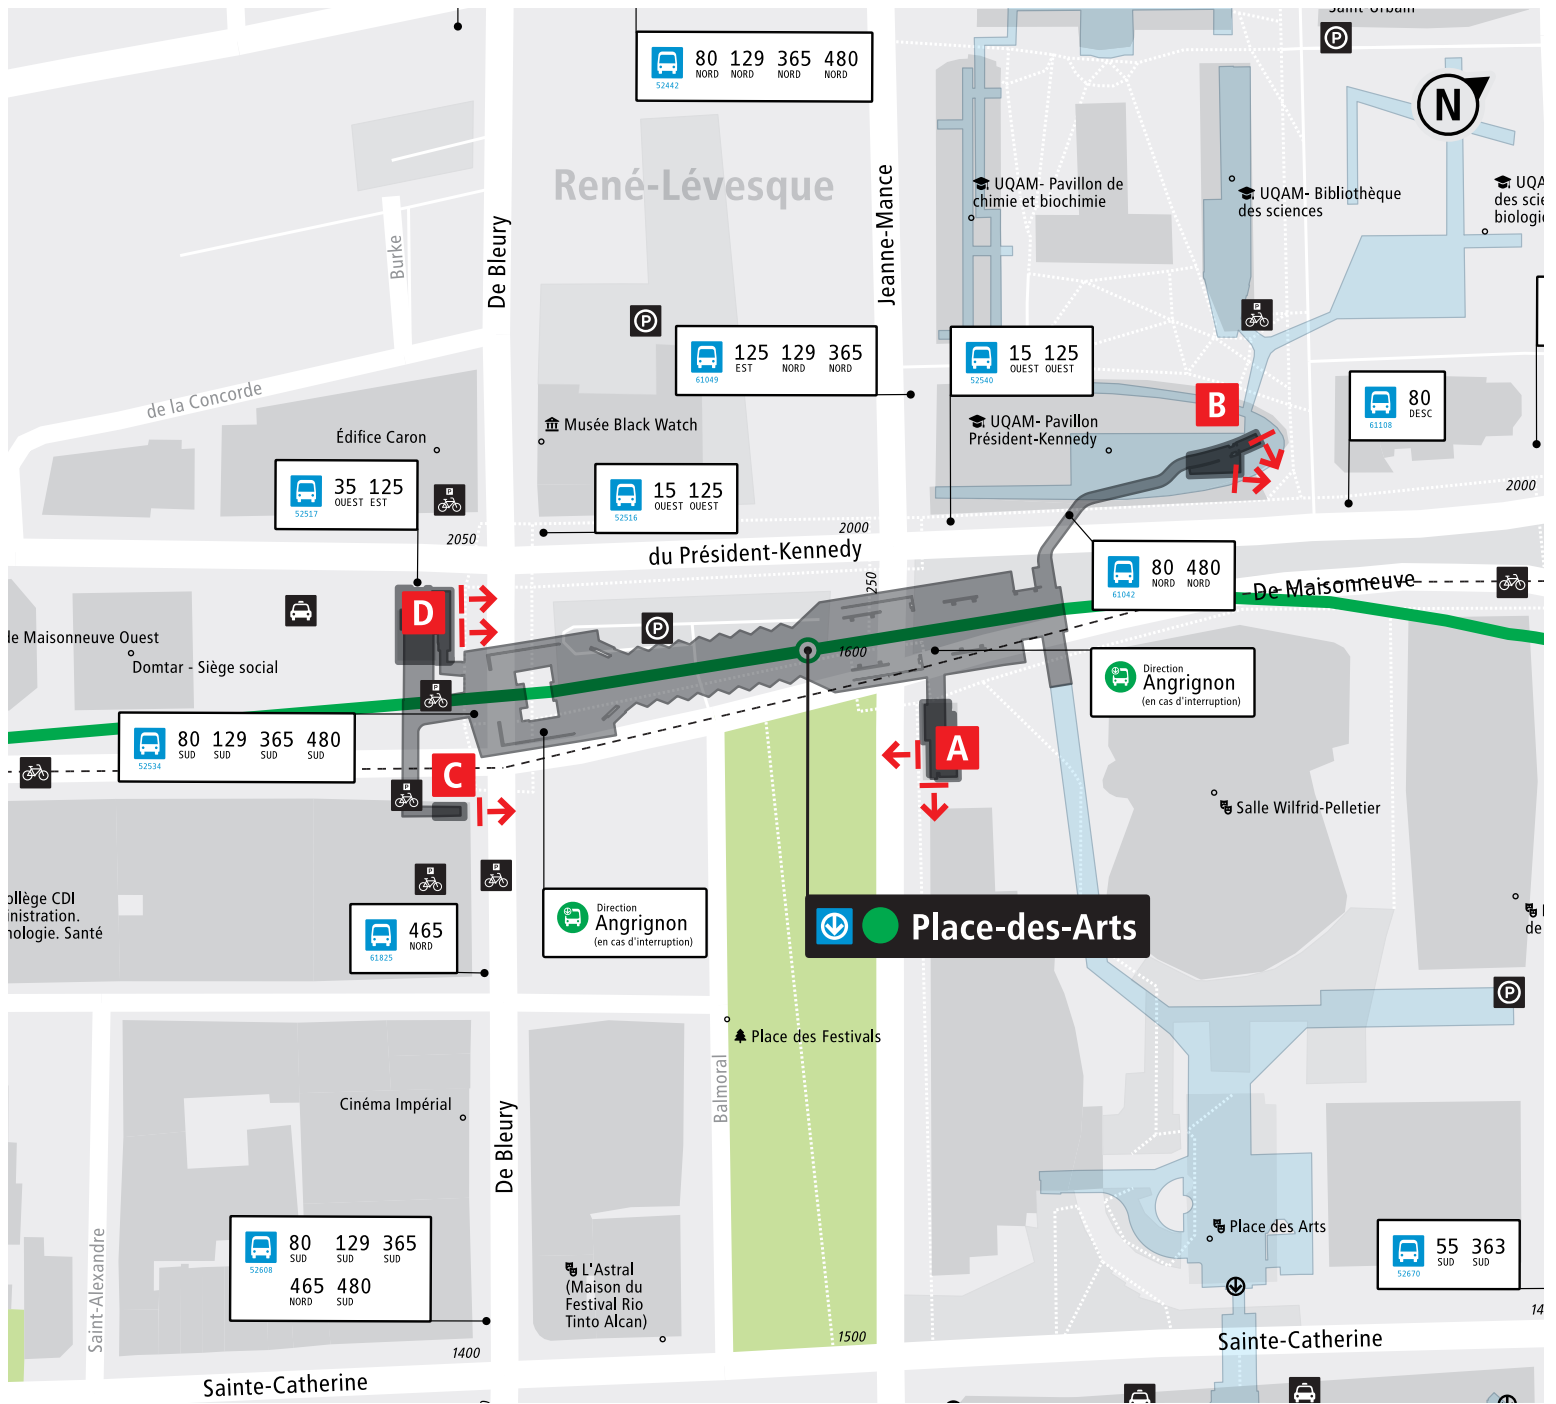 Saint-Urbain
P
80 129 365 480
NORD NORD NORD NORD
52442
N
René-Lévesque
UQAM- Pavillon de
chimie et biochimie
UQAM- Bibliothèque
des sciences
Burke
De Bleury
Jeanne-Mance
P
P
125 129 365
EST NORD NORD
61049
15 125
OUEST OUEST
52540
80
DESC
61108
B
de la Concorde
Édifice Caron
Musée Black Watch
UQAM- Pavillon
Président-Kennedy
35 125
OUEST EST
52517
P
15 125
OUEST OUEST
52516
2000
2050
2000
du Président-Kennedy
250
80 480
NORD NORD
61042
De Maisonneuve
D
P
de Maisonneuve Ouest
Domtar - Siège social
1600
Direction
Angrignon
(en cas d'interruption)
P
80 129 365 480
SUD SUD SUD SUD
52534
A
C
P
Salle Wilfrid-Pelletier
P
P
465
NORD
61825
Direction
Angrignon
(en cas d'interruption)
Place-des-Arts
P
Place des Festivals
Balmoral
Cinéma Impérial
De Bleury
Saint-Alexandre
80 129 365
SUD SUD SUD
52608
465 480
NORD SUD
Place des Arts
55 363
SUD SUD
52670
L'Astral
(Maison du
Festival Rio
Tinto Alcan)
1500
1400
Sainte-Catherine
Sainte-Catherine